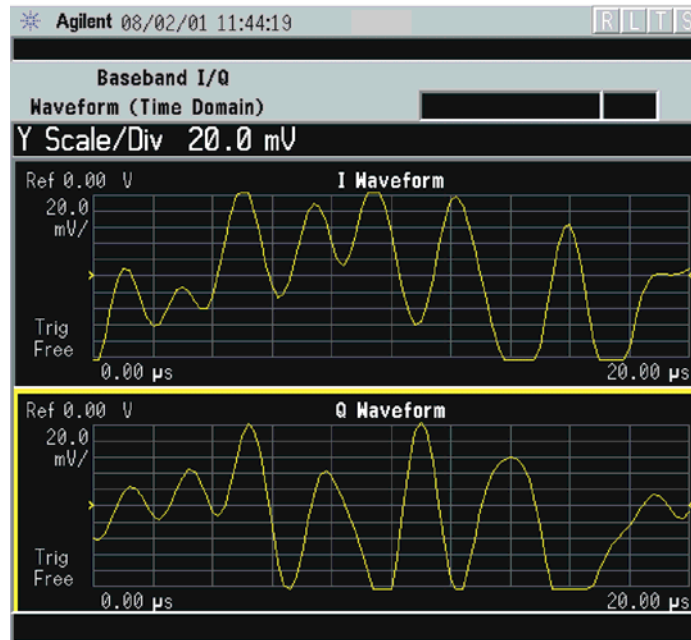 Agilent 08/02/01 11:44:19
R L T S
Baseband I/Q
Waveform (Time Domain)
Y Scale/Div 20.0 mV
Ref 0.00 V
I Waveform
20.0
mV/
Trig
Free
0.00 µs
20.00 µs
Ref 0.00 V
Q Waveform
20.0
mV/
Trig
Free
0.00 µs
20.00 µs